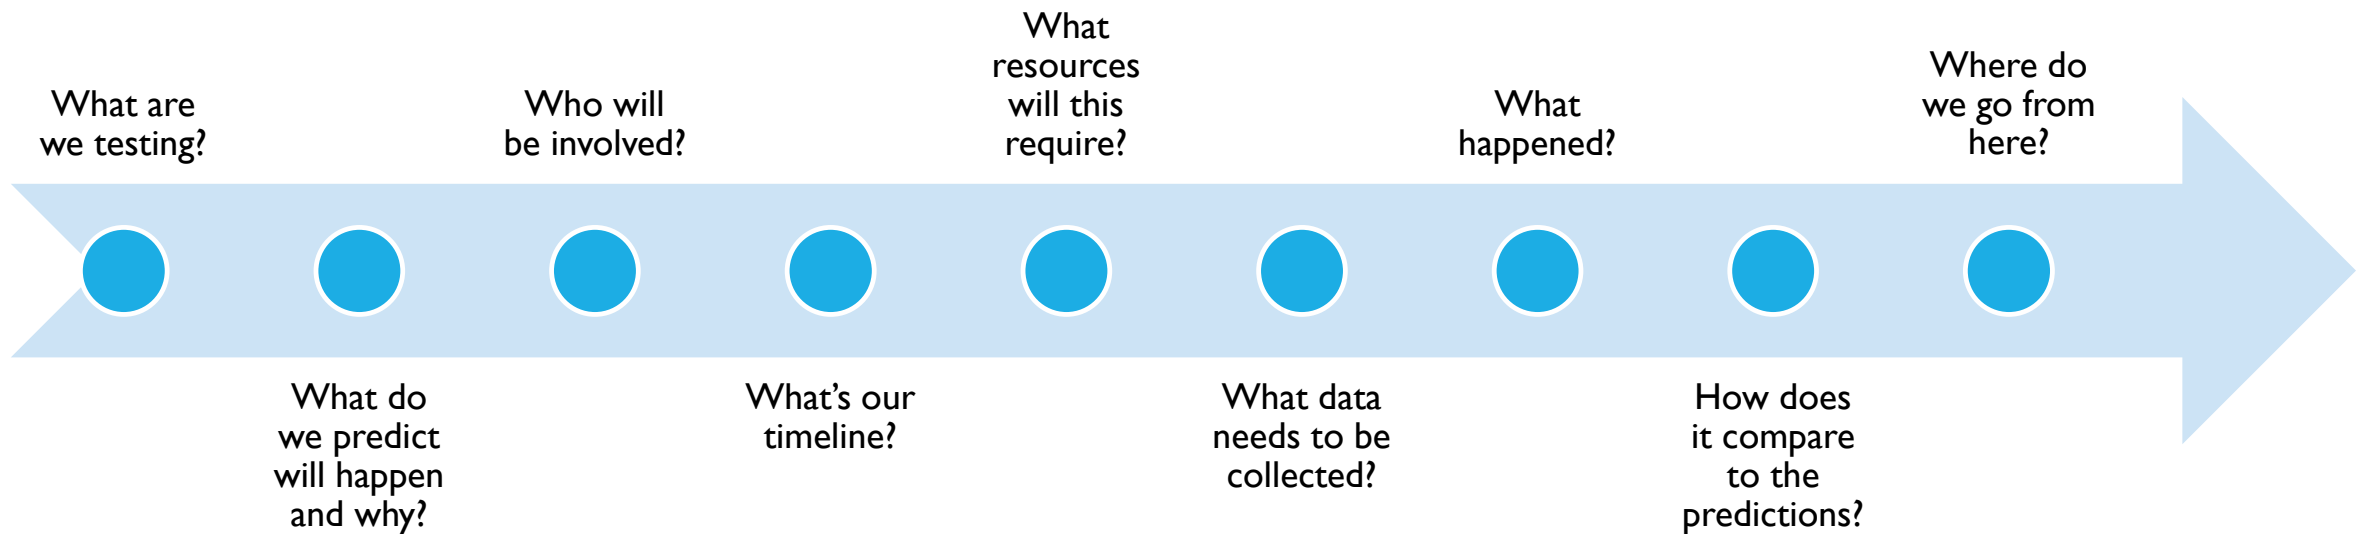 What are
we testing?
What do
we predict
will happen
and why?
Who will
be involved?
What’s our
timeline?
What
resources
will this
require?
What data
needs to be
collected?
What
happened?
How does
it compare
to the
predictions?
Where do
we go from
here?